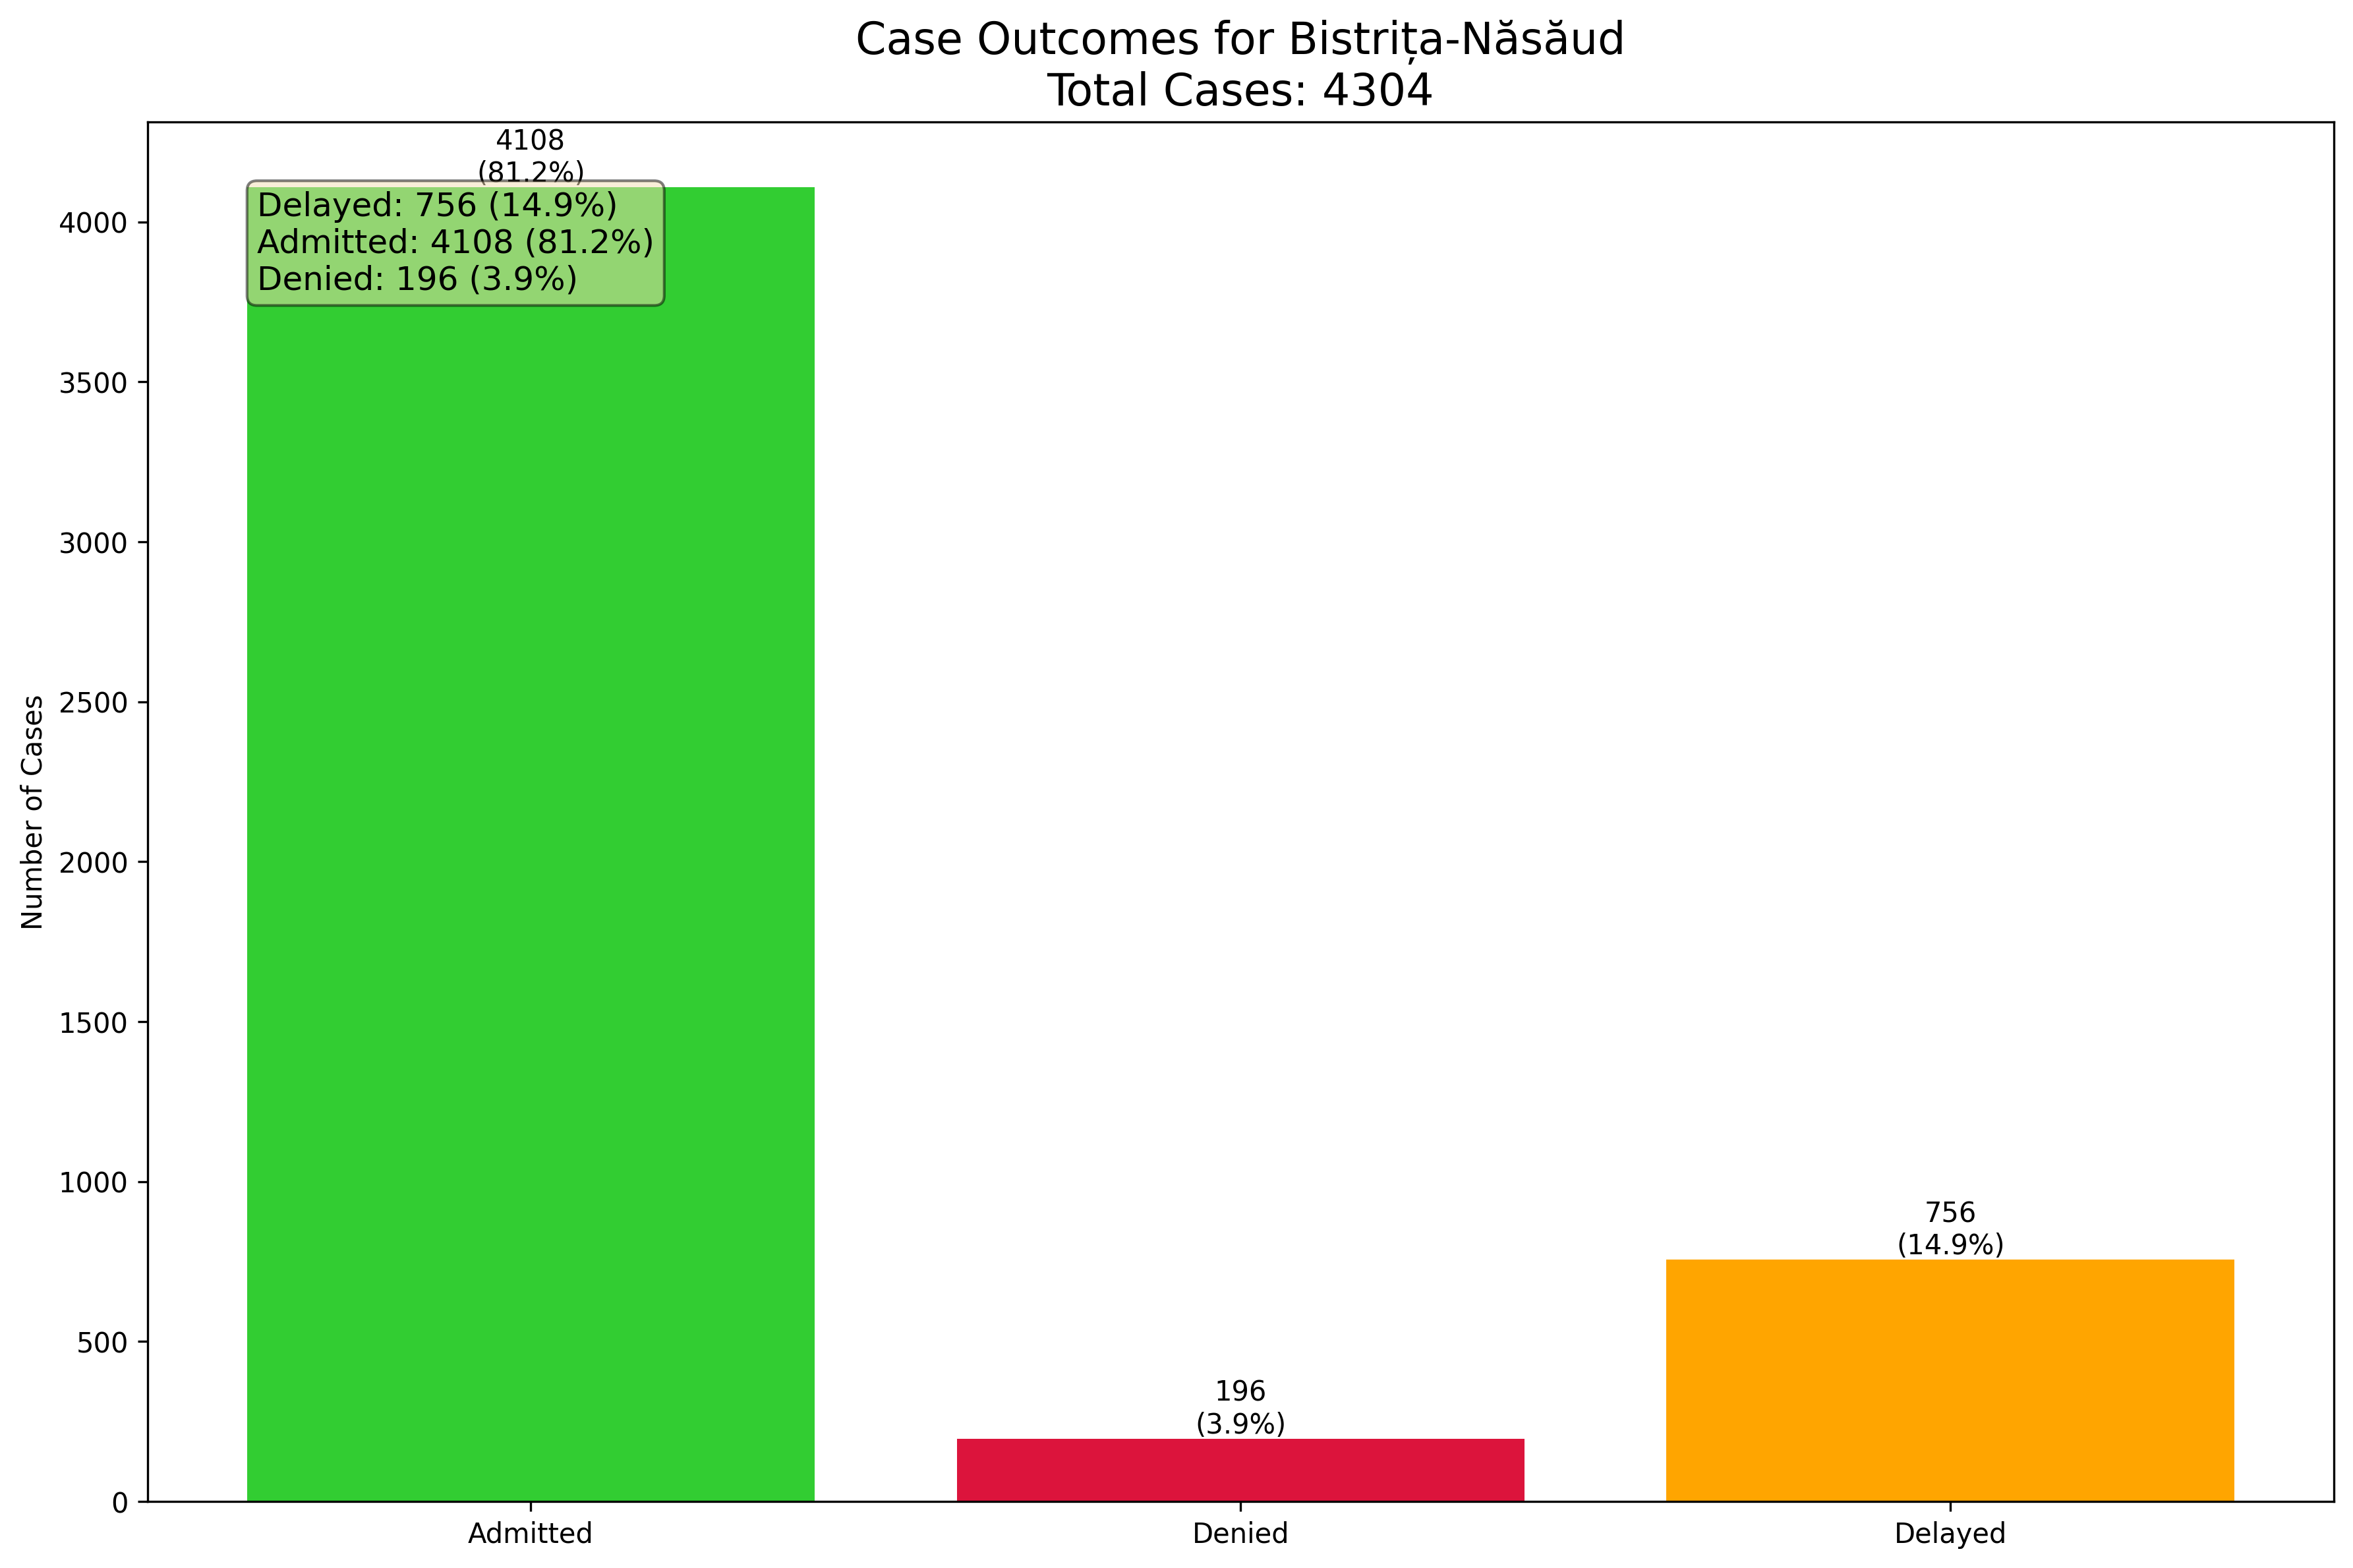 Case Outcomes for Bistrița-Năsăud
Total Cases: 4304
4108
(81.2%)
Delayed: 756 (14.9%)
Admitted: 4108 (81.2%)
Denied: 196 (3.9%)
4000
3500
3000
2500
2000
1500
1000
500
0
Number of Cases
196
(3.9%)
756
(14.9%)
Admitted
Denied
Delayed